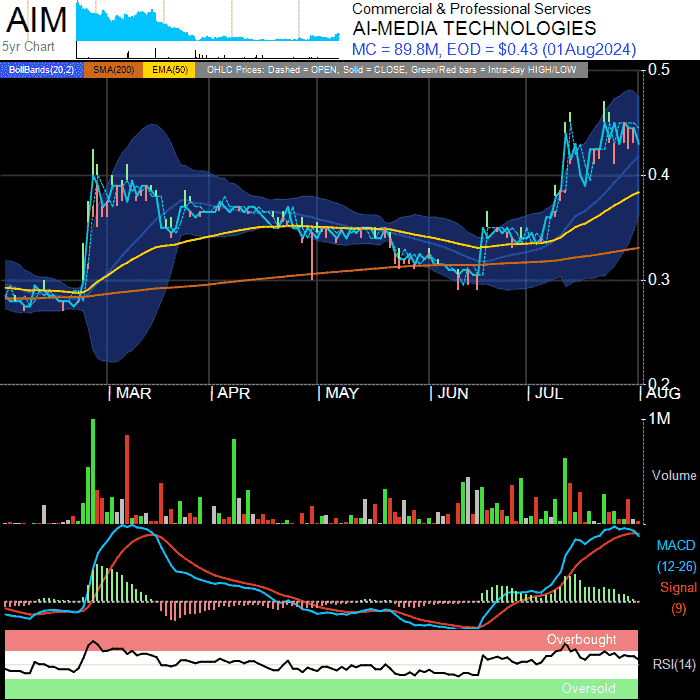 AIM
5yr Chart
Commercial & Professional Services
AI-MEDIA TECHNOLOGIES
MC = 89.8M, EOD = $0.43 (01Aug2024)
BollBands(20,2) SMA(200) EMA(50) OHLC Prices: Dashed = OPEN, Solid = CLOSE, Green/Red bars = Intra-day HIGH/LOW
0.5
0.4
0.3
0.2
MAR APR MAY JUN JUL AUG
1M
Volume
MACD
(12-26)
Signal
(9)
Overbought
RSI(14)
Oversold